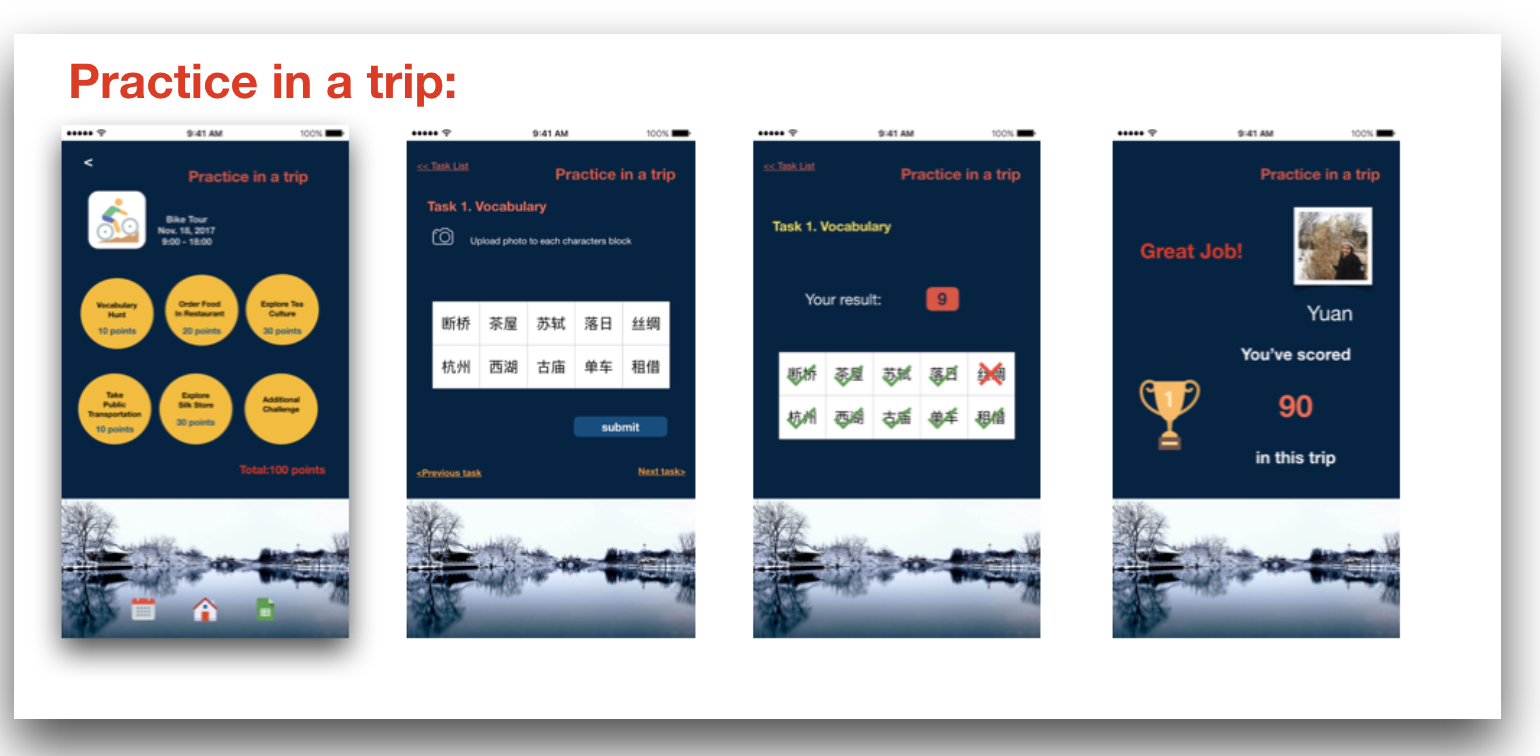 Practice in a trip:
9:41 AM 100%
<
Practice in a trip
Bike Tour
Nov. 18, 2017
9:00 - 18:00
Vocabulary
Hunt
10 points
Order Food
In Restaurant
20 points
Explore Tea
Culture
30 points
Take
Public
Transportation
10 points
Explore
Silk Store
30 points
Additional
Challenge
Total:100 points
9:41 AM 100%
<< Task List
Practice in a trip
Task 1. Vocabulary
Upload photo to each characters block
断桥 茶屋 苏轼 落日 丝绸
杭州 西湖 古庙 单车 租借
submit
<Previous task Next task>
9:41 AM 100%
<< Task List
Practice in a trip
Task 1. Vocabulary
Your result: 9
断桥 茶屋 苏轼 落日 丝绸
杭州 西湖 古庙 单车 租借
9:41 AM 100%
Practice in a trip
Great Job!
Yuan
You've scored
1
90
in this trip